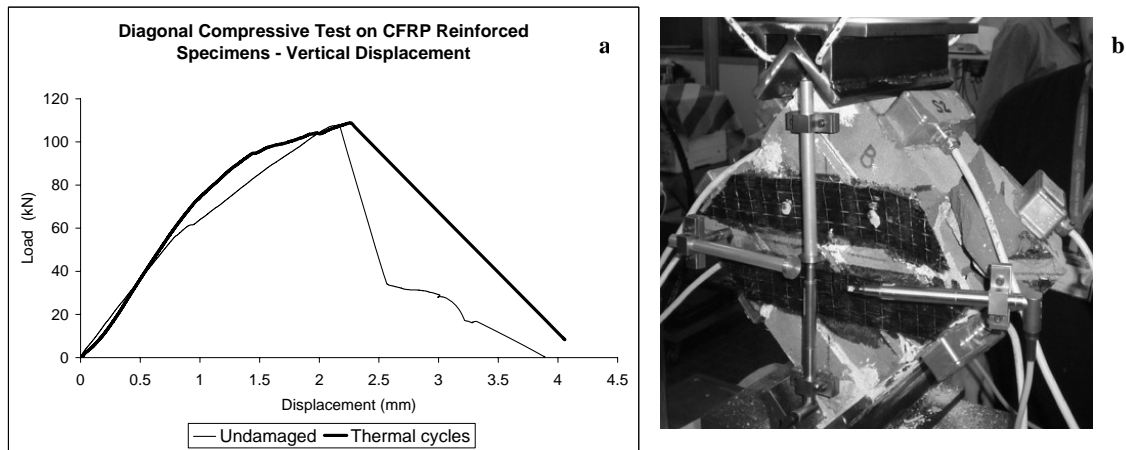 Diagonal Compressive Test on CFRP Reinforced
Specimens - Vertical Displacement
a
Load (kN)
120
100
80
60
40
20
0
0 0.5 1 1.5 2 2.5 3 3.5 4 4.5
Displacement (mm)
Undamaged Thermal cycles
b
S2